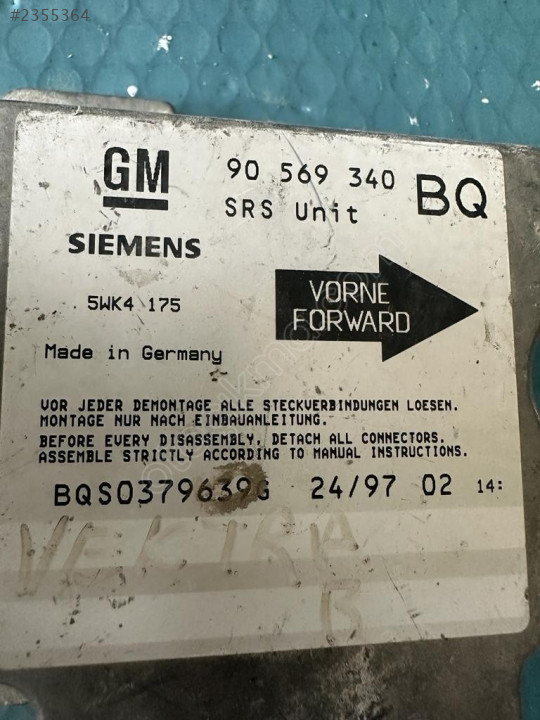 #2355364
GM 90 569 340 BQ
SRS Unit
SIEMENS
5WK4 175
VORNE
FORWARD
Made in Germany
VOR JEDER DEMONTAGE ALLE STECKVERBINDUNGEN LOESEN.
MONTAGE NUR NACH EINBAUANLEITUNG.
BEFORE EVERY DISASSEMBLY, DETACH ALL CONNECTORS.
ASSEMBLE STRICTLY ACCORDING TO MANUAL INSTRUCTIONS.
BQS0379639G 24/97 02 14:
VEKTRA
B